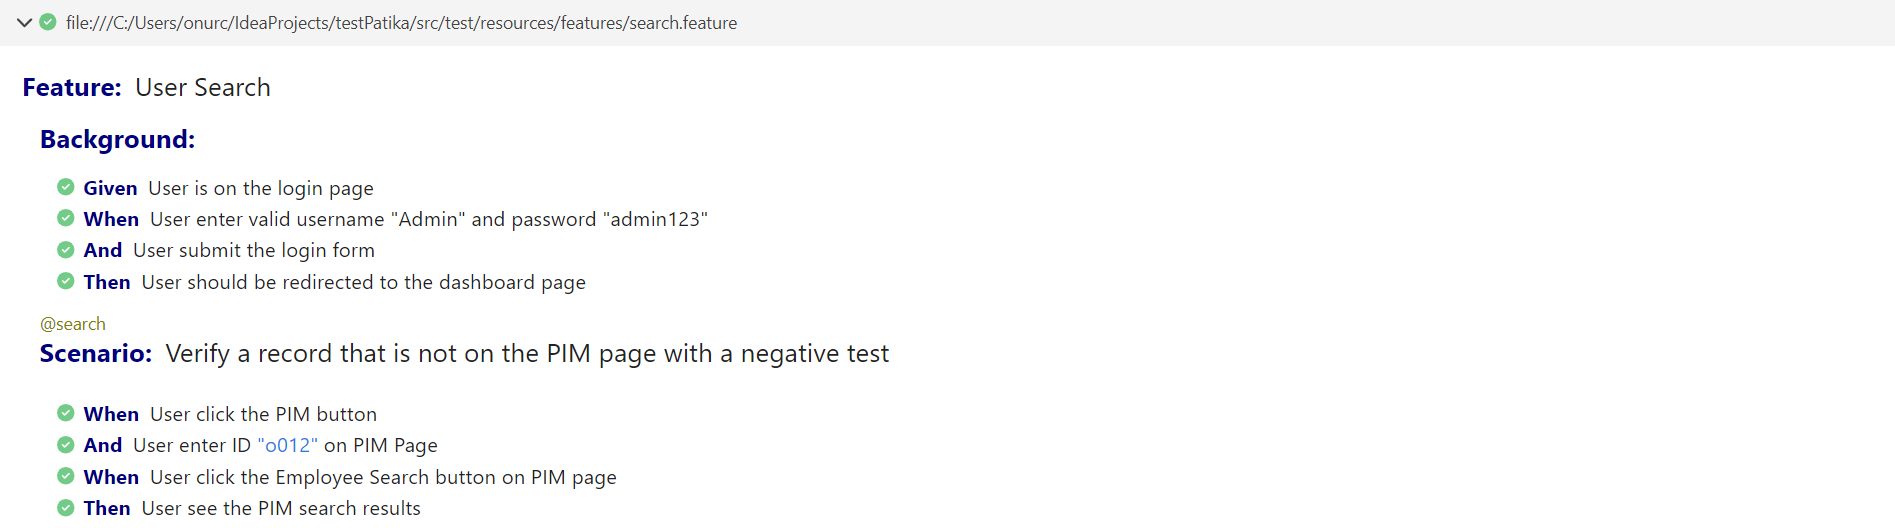 file:///C:/Users/onurc/IdeaProjects/testPatika/src/test/resources/features/search.feature
Feature: User Search
Background:
Given User is on the login page
When User enter valid username "Admin" and password "admin123"
And User submit the login form
Then User should be redirected to the dashboard page
@search
Scenario: Verify a record that is not on the PIM page with a negative test
When User click the PIM button
And User enter ID "o012" on PIM Page
When User click the Employee Search button on PIM page
Then User see the PIM search results